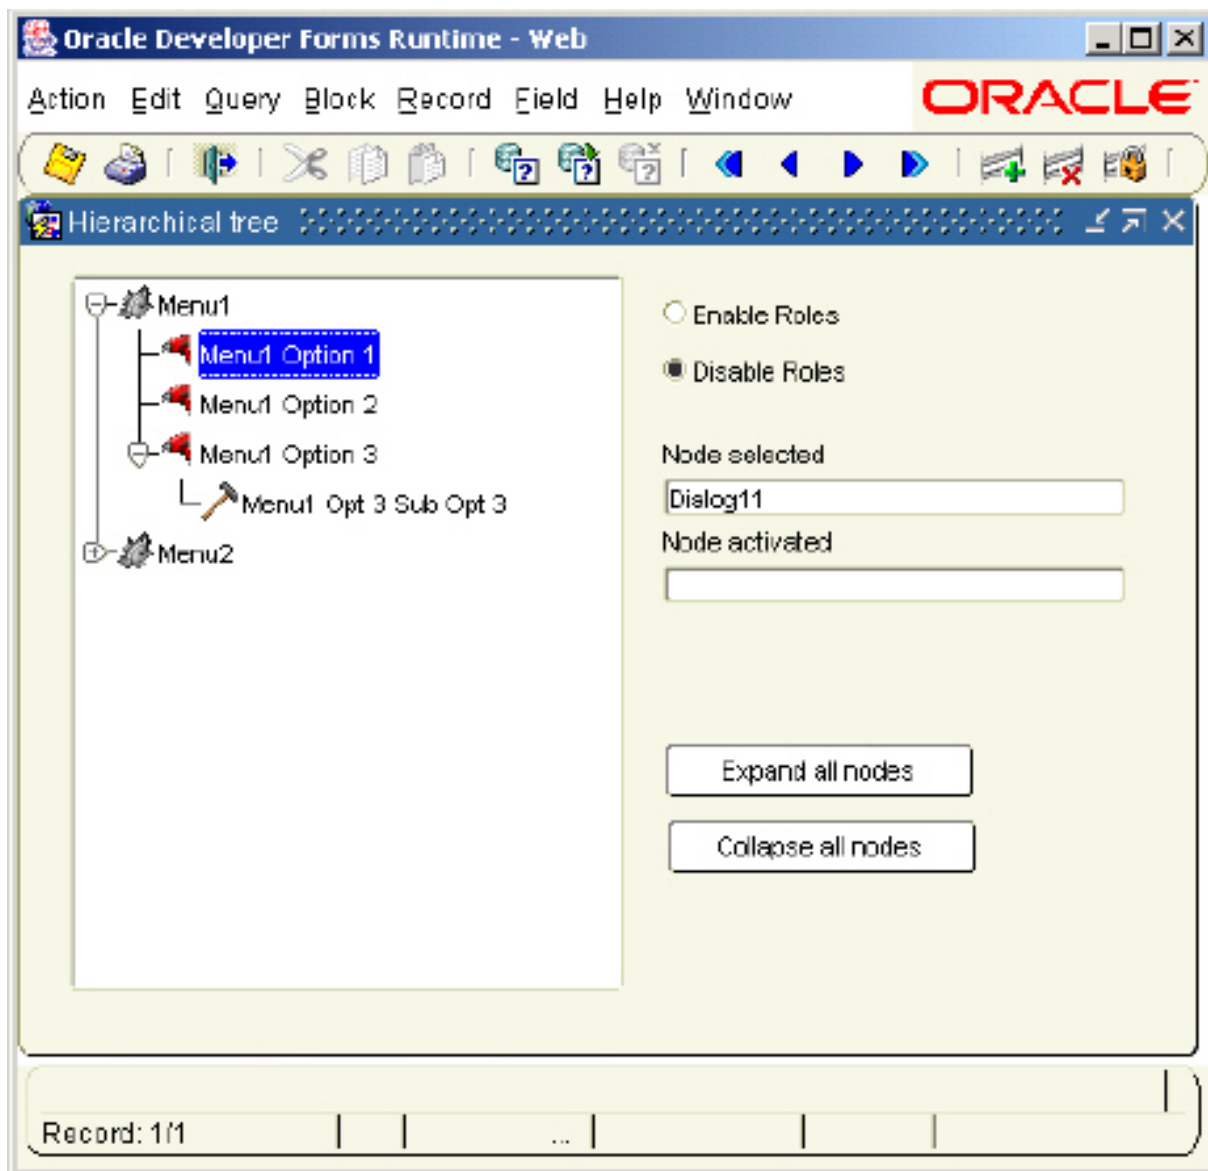 Oracle Developer Forms Runtime - Web
Action Edit Query Block Record Field Help Window ORACLE
Hierarchical tree
Menu1
Menu1 Option 1
Menu1 Option 2
Menu1 Option 3
Menu1 Opt 3 Sub Opt 3
Menu2
Enable Roles
Disable Roles
Node selected
Dialog11
Node activated
Expand all nodes
Collapse all nodes
Record: 1/1 ...